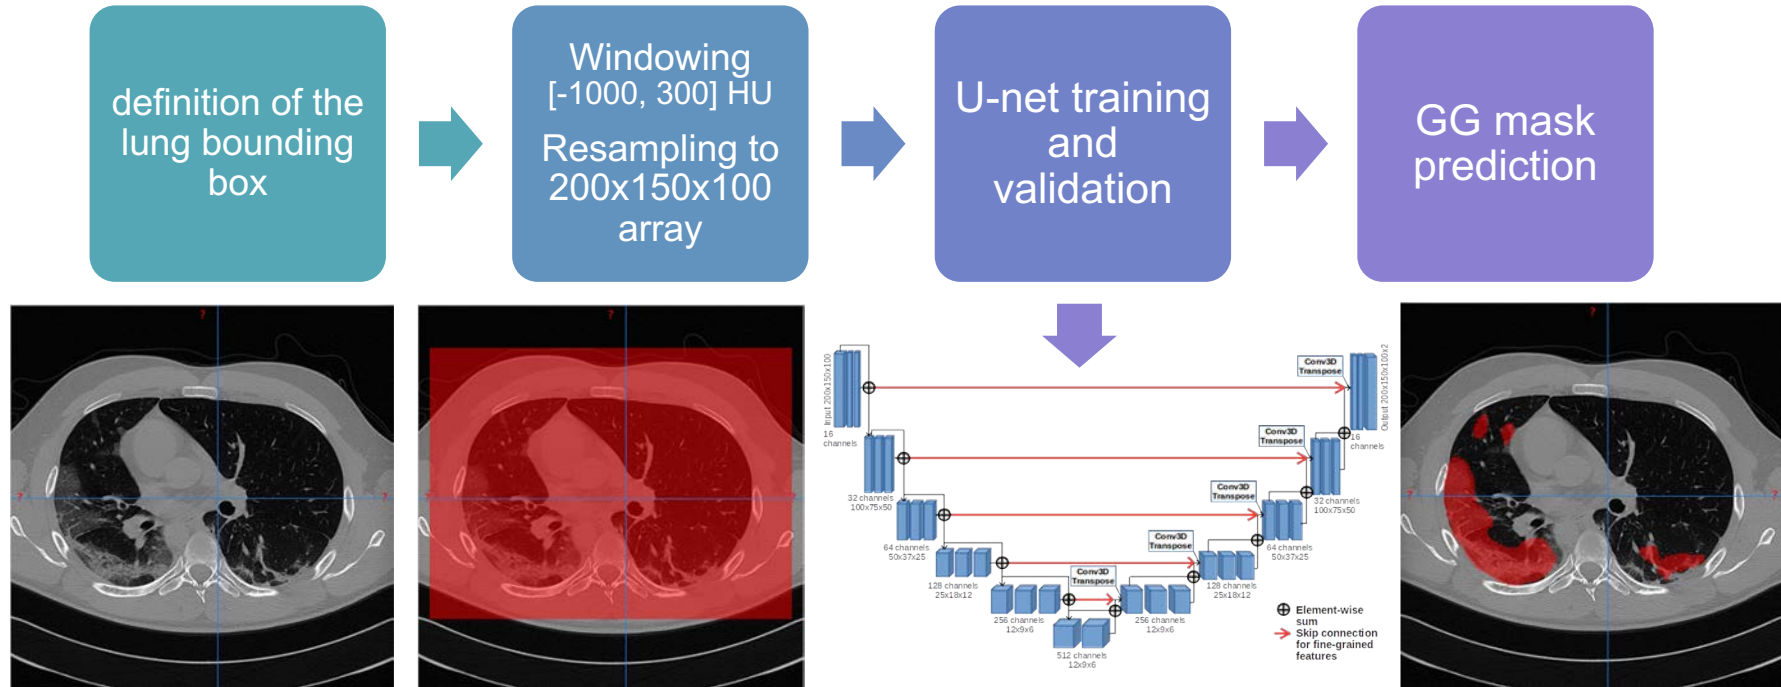 definition of the
lung bounding
box
Windowing
[-1000, 300] HU
Resampling to
200x150x100
array
U-net training
and
validation
GG mask
prediction
?
?
?
?
?
?
?
?
?
Input 200x150x100
16
channels
32 channels
100x75x50
64 channels
50x37x25
128 channels
25x18x12
256 channels
12x9x6
512 channels
12x9x6
Conv3D
Transpose
256 channels
12x9x6
Conv3D
Transpose
128 channels
25x18x12
Conv3D
Transpose
64 channels
50x37x25
Conv3D
Transpose
32 channels
100x75x50
Conv3D
Transpose
16
channels
Output 200x150x100x2
Element-wise
sum
Skip connection
for fine-grained
features